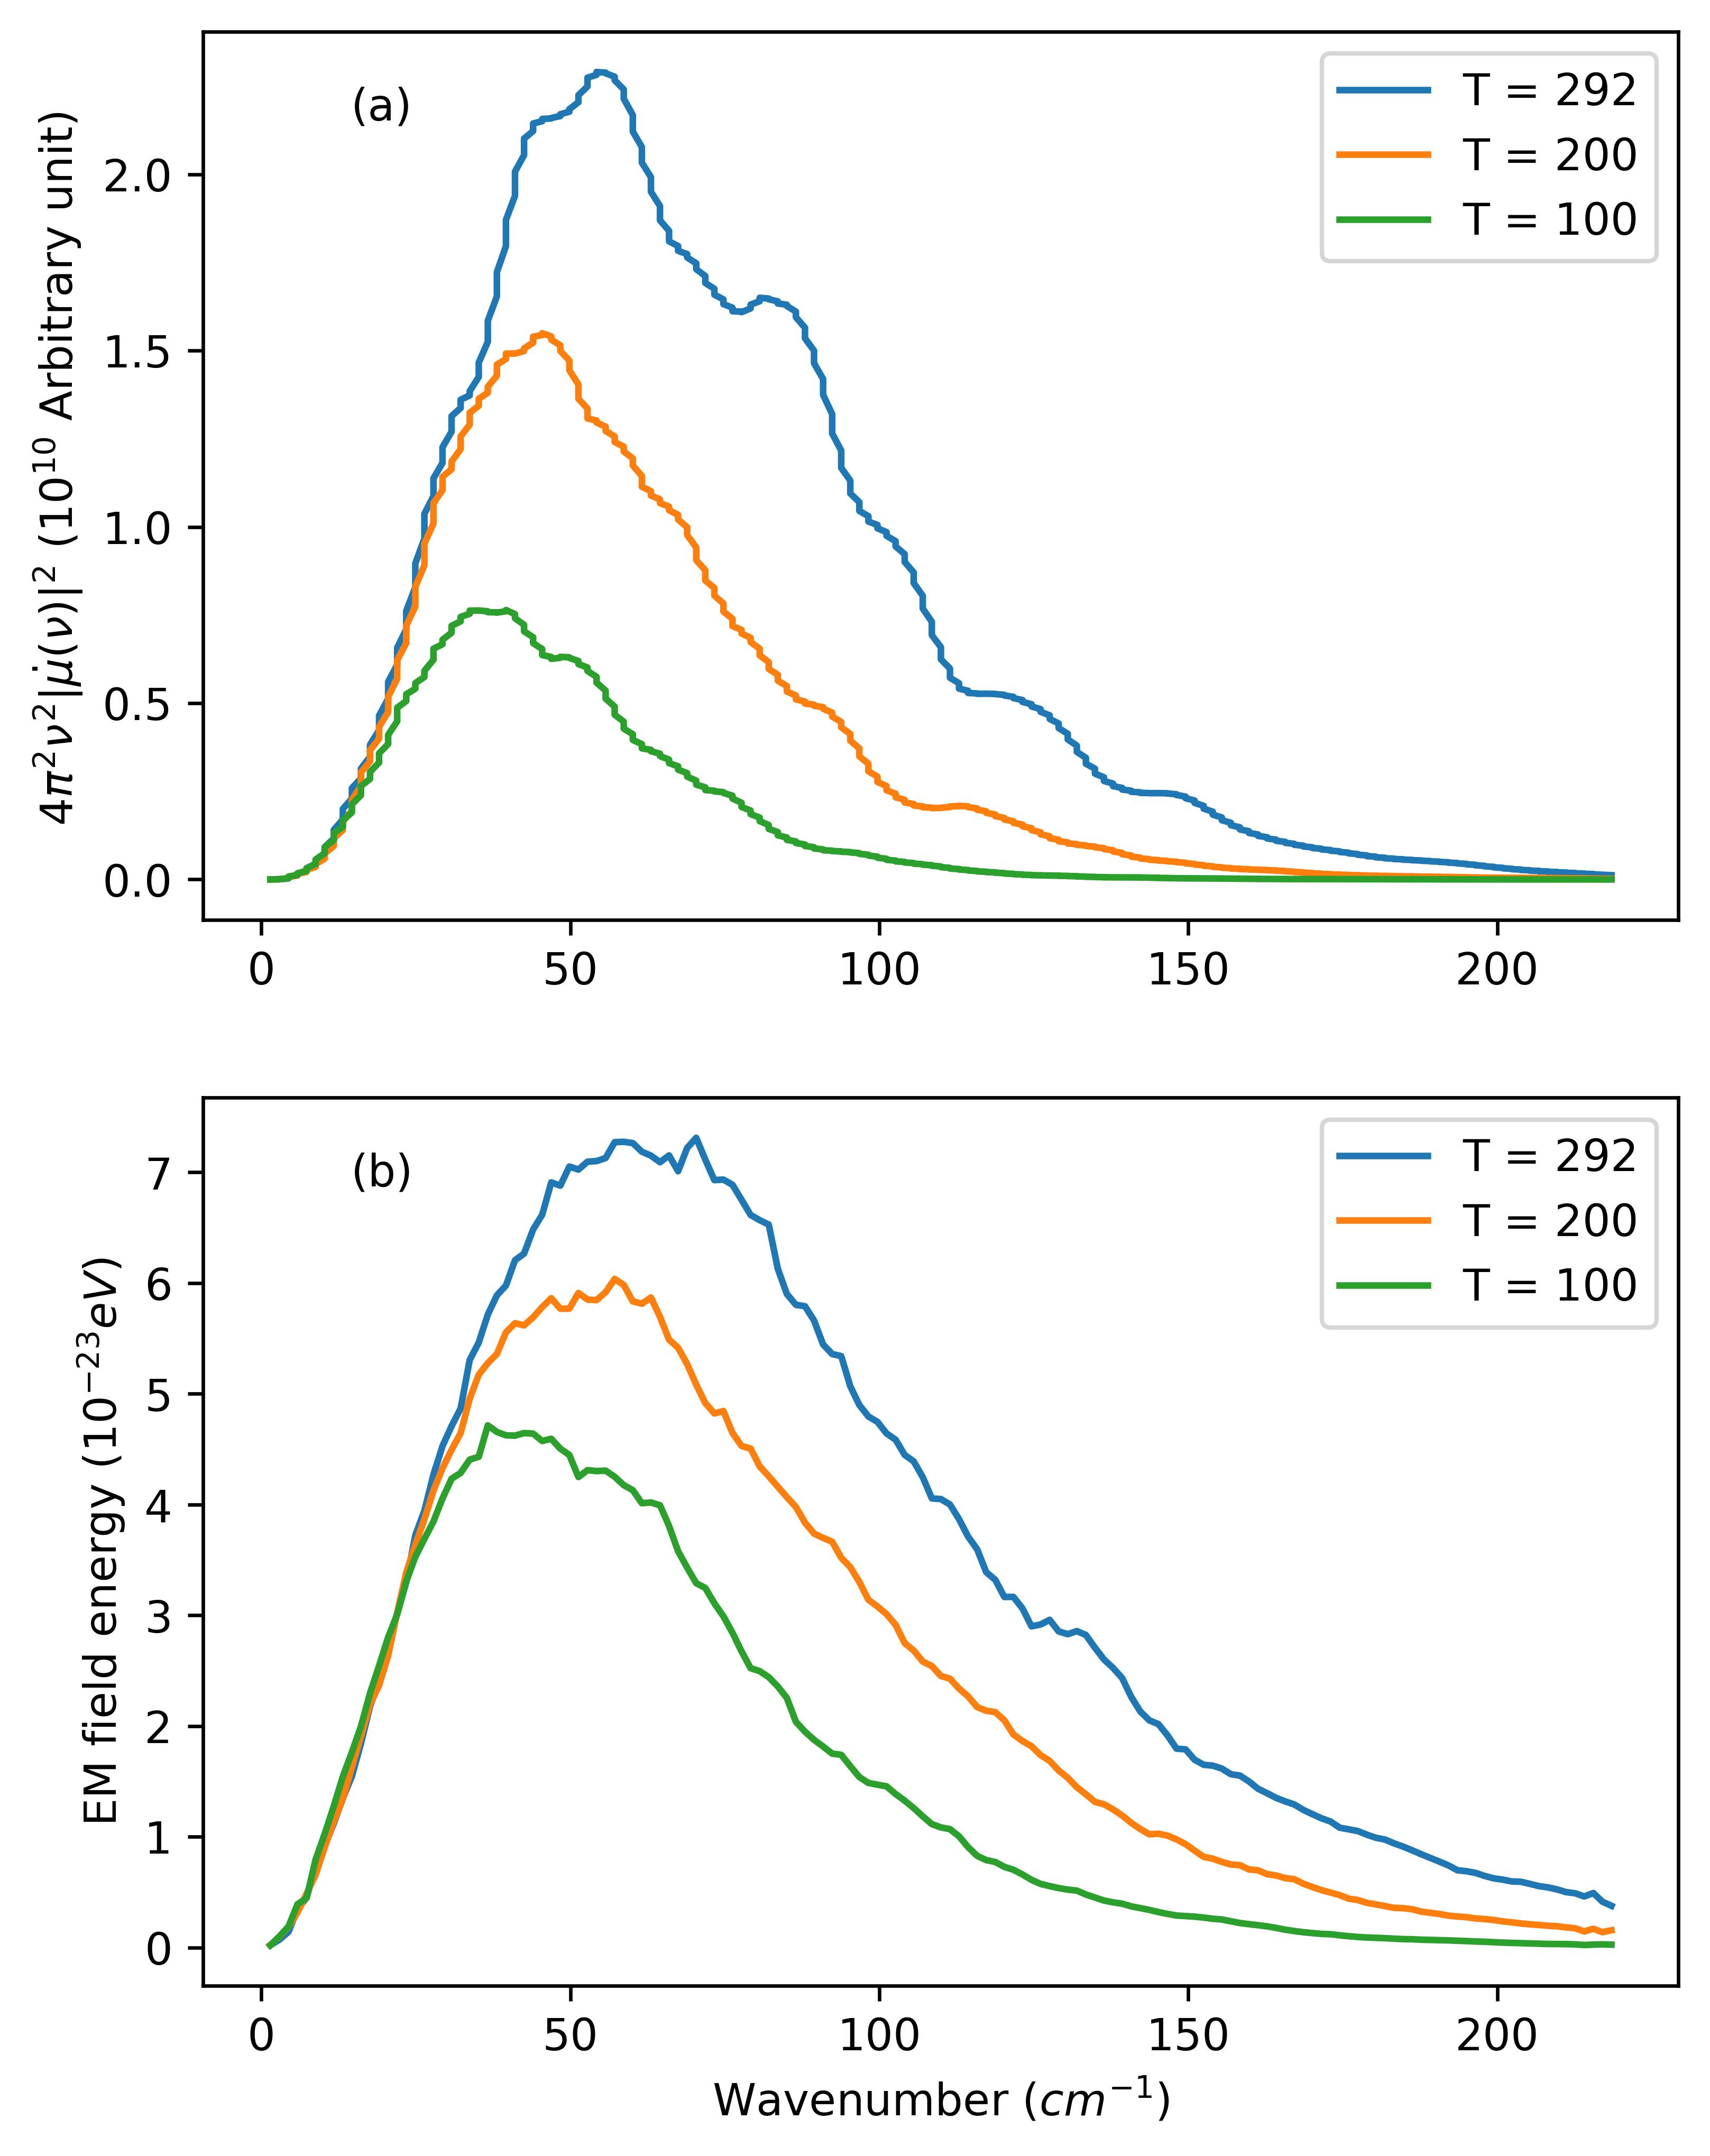 (a)
T = 292
T = 200
T = 100
4π²ν²|μ̇(ν)|² (10¹⁰ Arbitrary unit)
2.0
1.5
1.0
0.5
0.0
0 50 100 150 200
(b)
T = 292
T = 200
T = 100
EM field energy (10⁻²³eV)
7
6
5
4
3
2
1
0
0 50 100 150 200
Wavenumber (cm⁻¹)